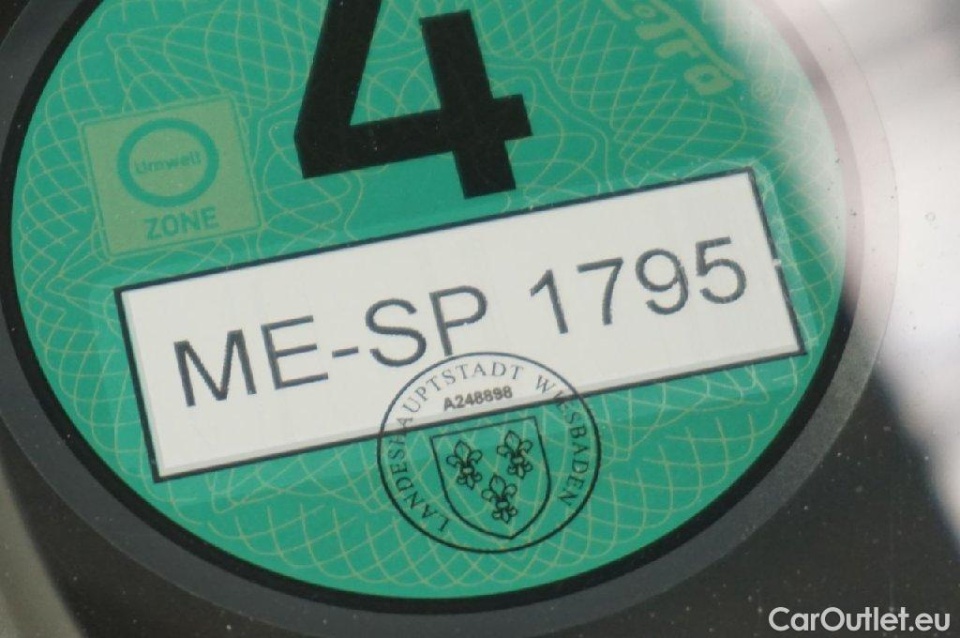 4
Umwelt
ZONE
ME-SP 1795
LANDESHAUPTSTADT WIESBADEN
A248898
CarOutlet.eu